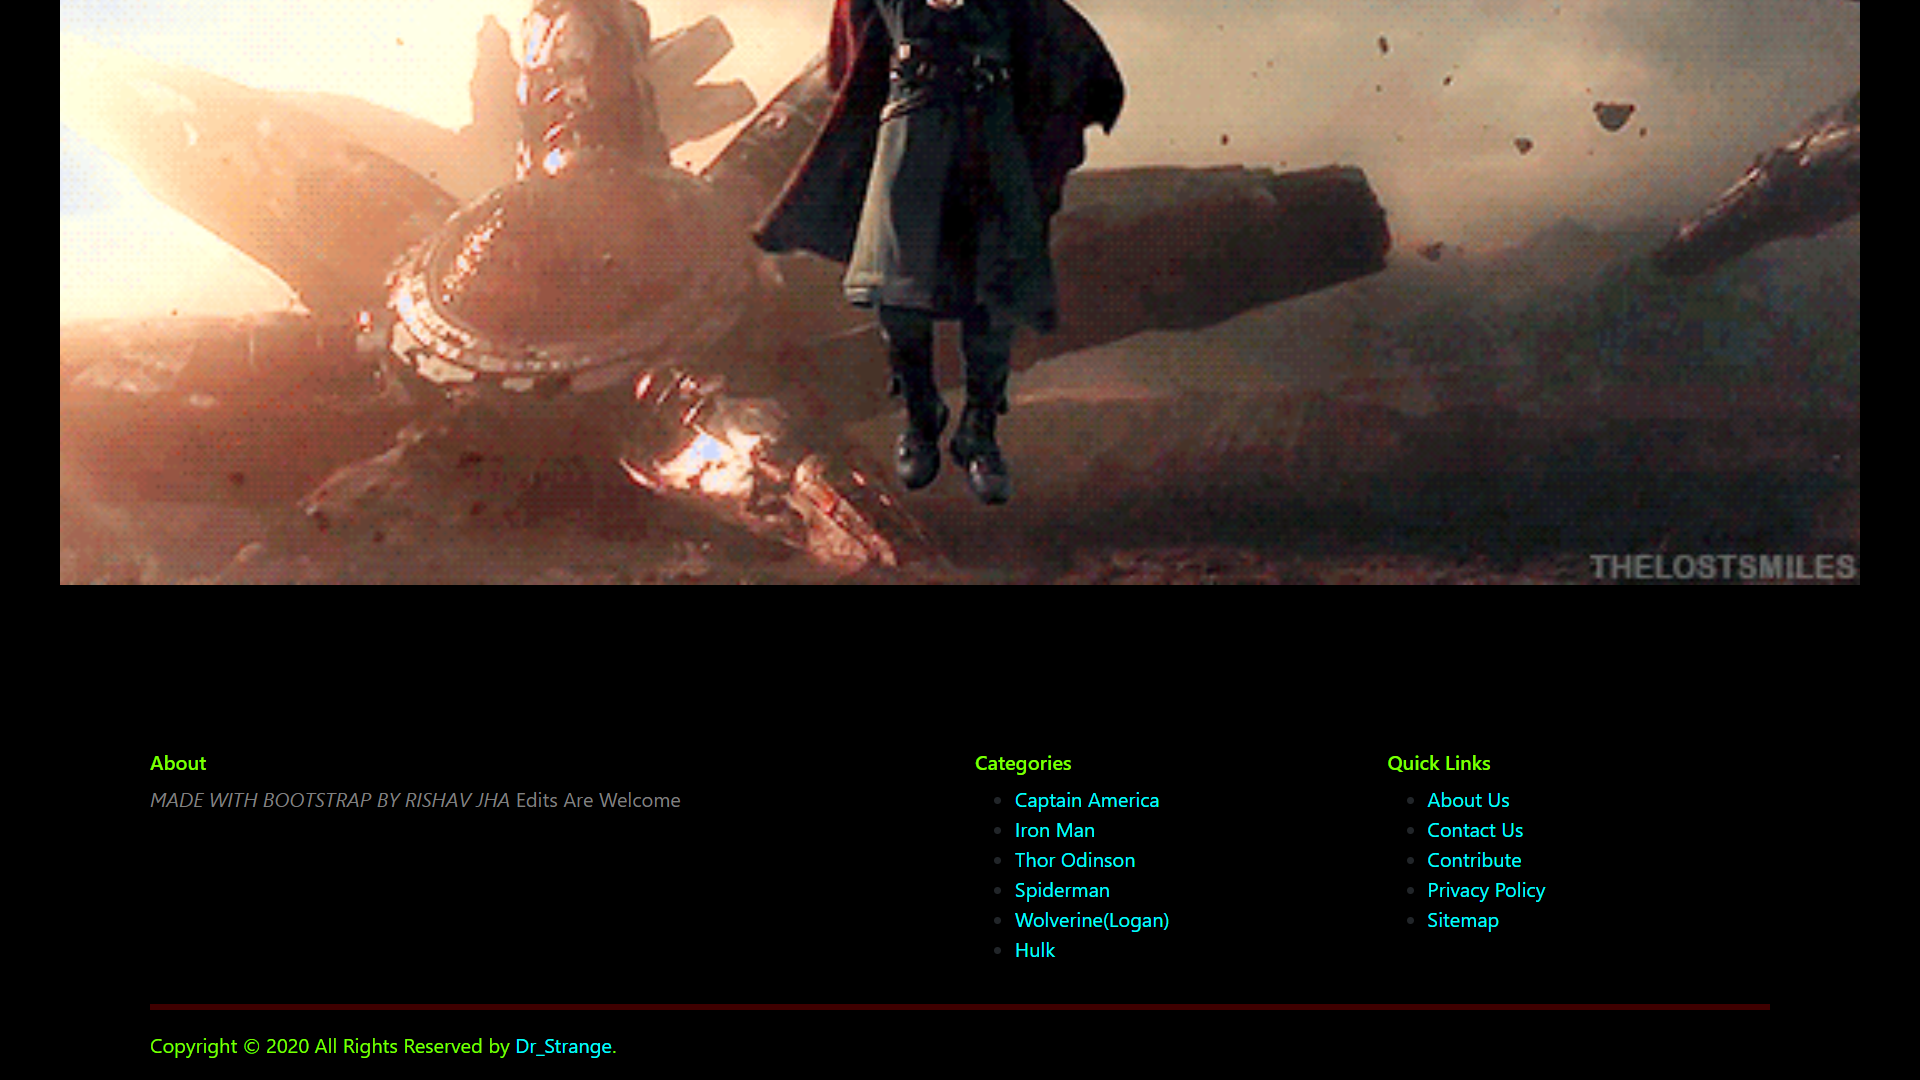 THELOSTSMILES
About
MADE WITH BOOTSTRAP BY RISHAV JHA Edits Are Welcome
Categories
Captain America
Iron Man
Thor Odinson
Spiderman
Wolverine(Logan)
Hulk
Quick Links
About Us
Contact Us
Contribute
Privacy Policy
Sitemap
Copyright © 2020 All Rights Reserved by Dr_Strange.